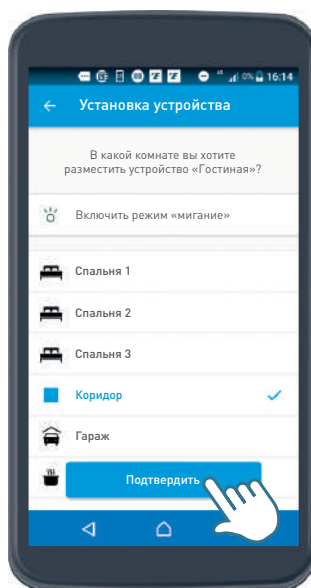 0% 16:14
Установка устройства
В какой комнате вы хотите
разместить устройство «Гостиная»?
Включить режим «мигание»
Спальня 1
Спальня 2
Спальня 3
Коридор
Гараж
Подтвердить